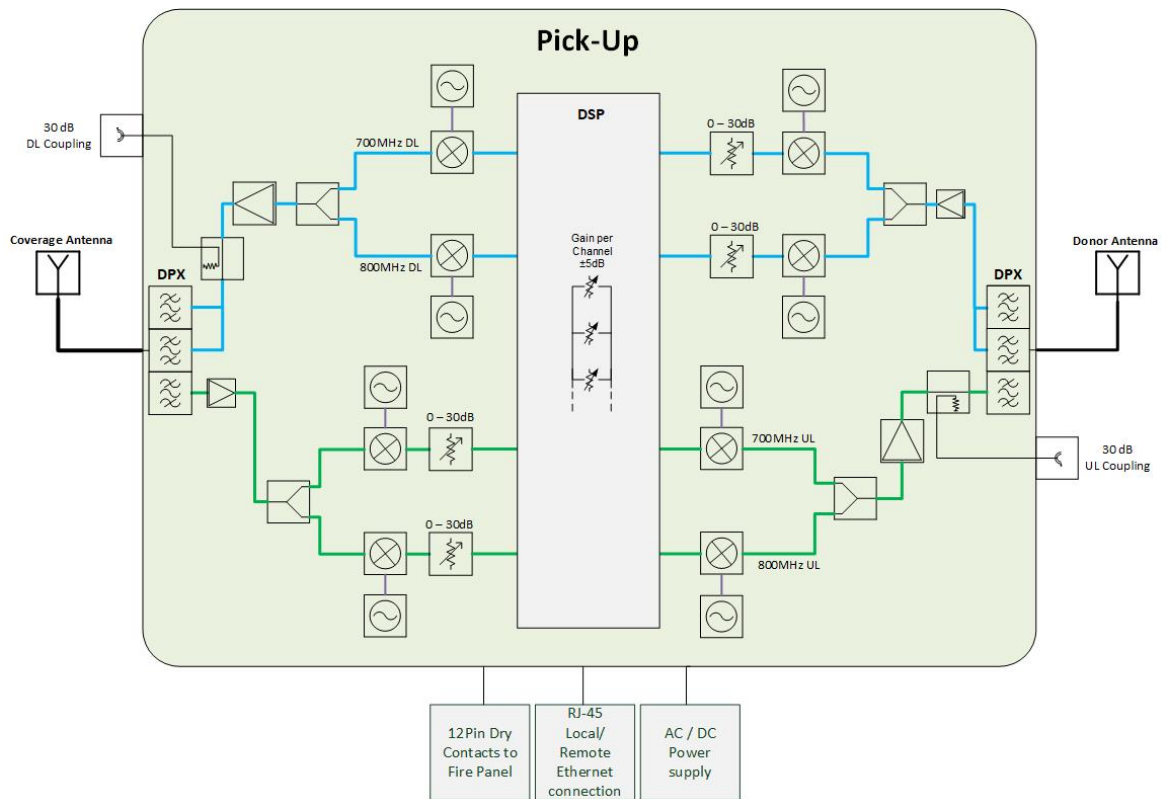 Pick-Up
30 dB
DL Coupling
700MHz DL
DSP
0 – 30dB
Coverage Antenna
800MHz DL
Gain per
Channel
±5dB
0 – 30dB
Donor Antenna
DPX
DPX
0 – 30dB
700MHz UL
30 dB
UL Coupling
0 – 30dB
800MHz UL
12Pin Dry
Contacts to
Fire Panel
RJ-45
Local/
Remote
Ethernet
connection
AC / DC
Power
supply